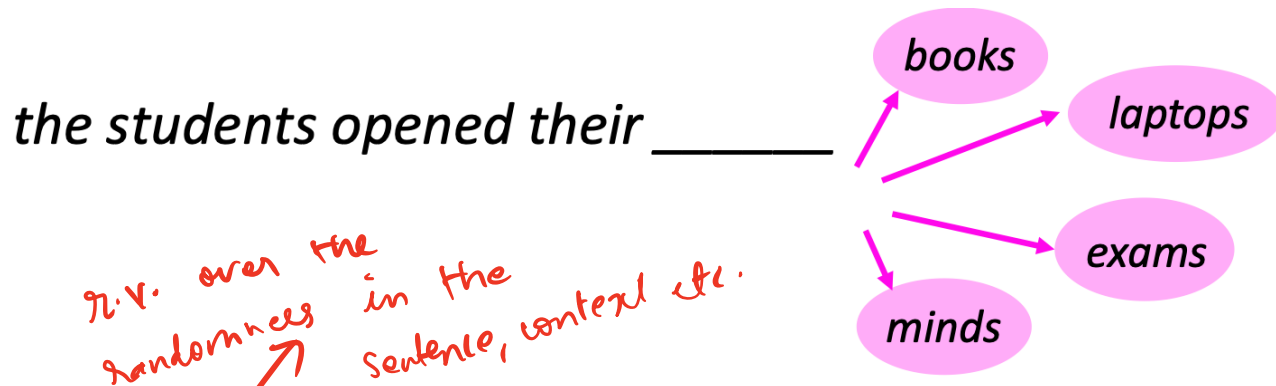 books
the students opened their ______
laptops
exams
minds
r.v. over the
randomness in the
sentence, context etc.